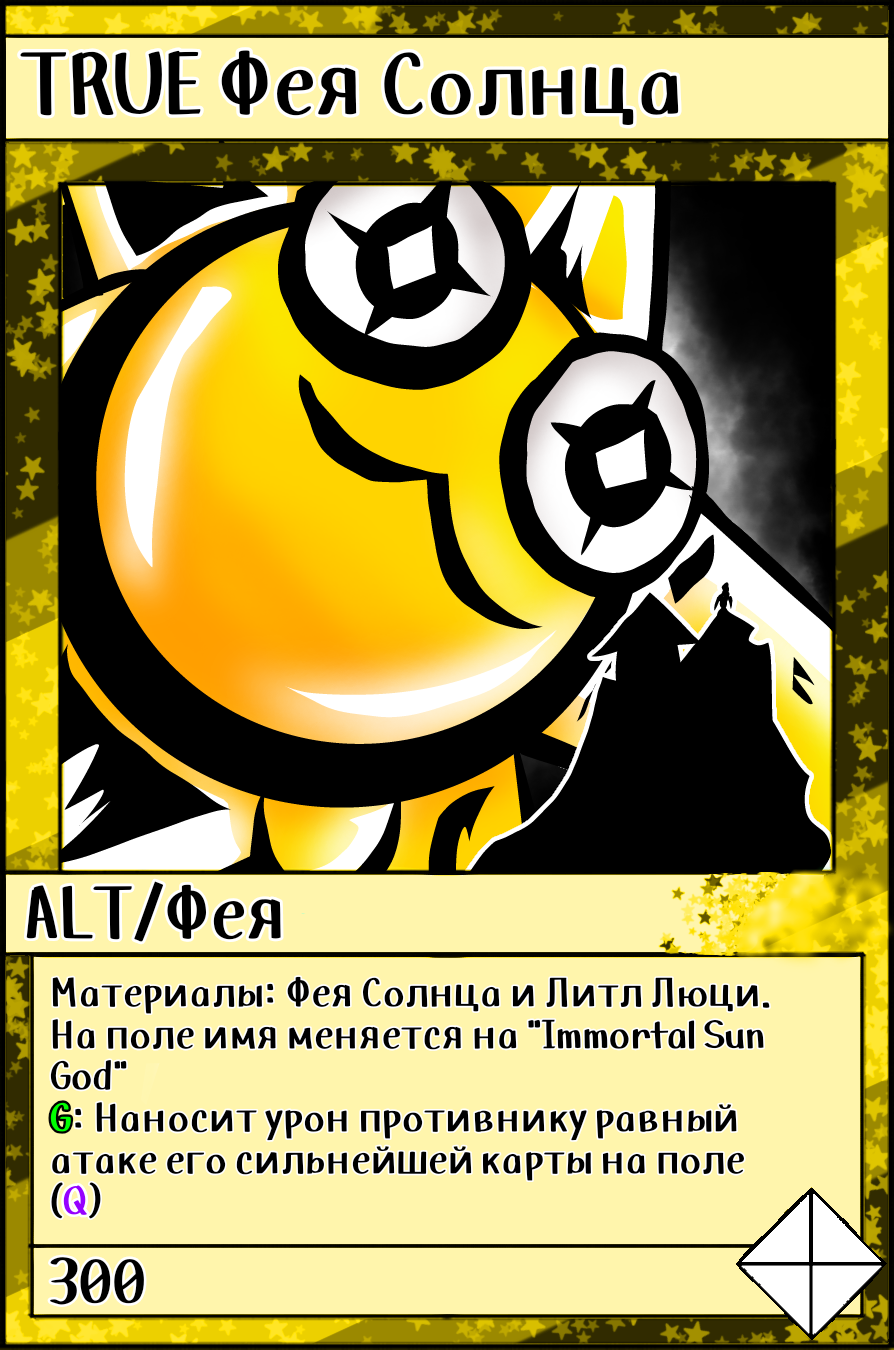 TRUE Фея Солнца
ALT/Фея
Материалы: Фея Солнца и Литл Люци.
На поле имя меняется на "Immortal Sun
God"
G: Наносит урон противнику равный
атаке его сильнейшей карты на поле
(Q)
300